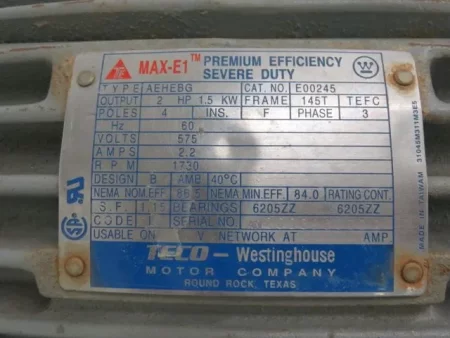 MAX-E1™ PREMIUM EFFICIENCY
SEVERE DUTY
TYPE AEHEBG CAT. NO. E00245
OUTPUT 2 HP 1.5 KW FRAME 145T TEFC
POLES 4 INS. F PHASE 3
Hz 60
VOLTS 575
AMPS 2.2
RPM 1730
DESIGN B AMB 40°C
NEMA NOM.EFF. 86.5 NEMA MIN.EFF. 84.0 RATING CONT.
S.F. 1.15 BEARINGS 6205ZZ 6205ZZ
CODE SERIAL NO
USABLE ON V NETWORK AT AMP
TECO – Westinghouse
MOTOR COMPANY
ROUND ROCK, TEXAS
MADE IN TAIWAN